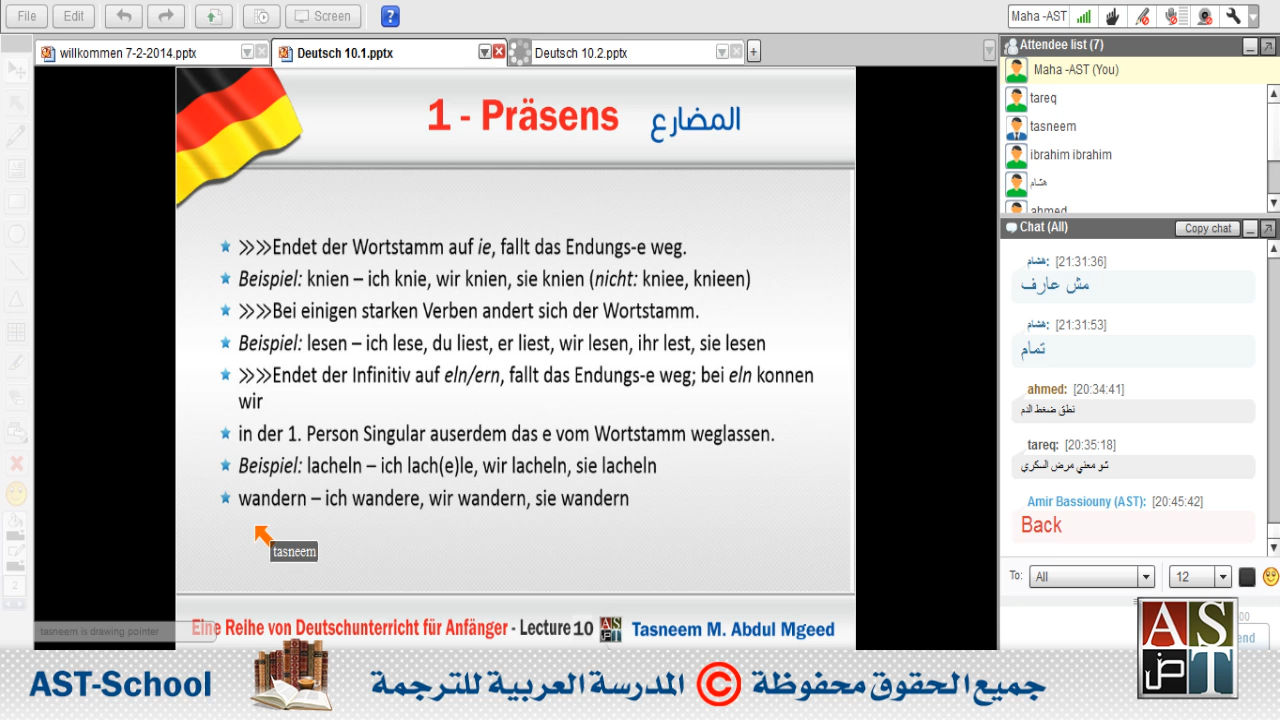 File
Edit
Screen
?
Maha -AST
willkommen 7-2-2014.pptx
Deutsch 10.1.pptx
Deutsch 10.2.pptx
+
1 - Präsens المضارع
>>>Endet der Wortstamm auf ie, fallt das Endungs-e weg.
Beispiel: knien – ich knie, wir knien, sie knien (nicht: kniee, knieen)
>>>Bei einigen starken Verben andert sich der Wortstamm.
Beispiel: lesen – ich lese, du liest, er liest, wir lesen, ihr lest, sie lesen
>>>Endet der Infinitiv auf eln/ern, fallt das Endungs-e weg; bei eln konnen
wir
in der 1. Person Singular auserdem das e vom Wortstamm weglassen.
Beispiel: lacheln – ich lach(e)le, wir lacheln, sie lacheln
wandern – ich wandere, wir wandern, sie wandern
tasneem
tasneem is drawing pointer
2
Eine Reihe von Deutschunterricht für Anfänger - Lecture 10 AST ض Tasneem M. Abdul Mgeed
Attendee list (7)
Maha -AST (You)
tareq
tasneem
ibrahim ibrahim
هشام
ahmed
Chat (All)
Copy chat
هشام: [21:31:36]
مش عارف
هشام: [21:31:53]
تمام
ahmed: [20:34:41]
نطق ضغط الدم
tareq: [20:35:18]
شو معني مرض السكري
Amir Bassiouny (AST): [20:45:42]
Back
To: All
12
AST
ض
AST-School
جميع الحقوق محفوظة © المدرسة العربية للترجمة